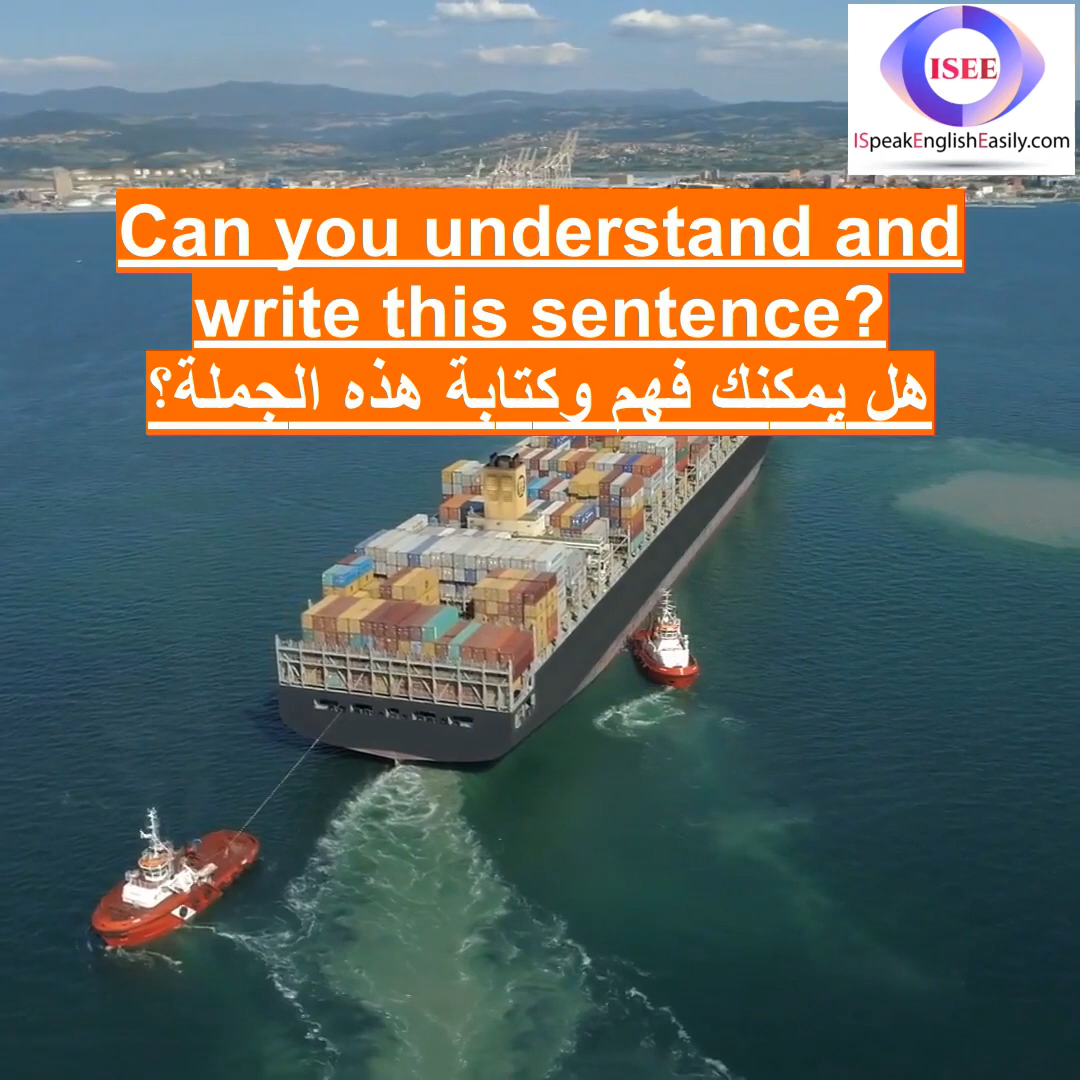 ISEE
ISpeakEnglishEasily.com
Can you understand and
write this sentence?
هل يمكنك فهم وكتابة هذه الجملة؟